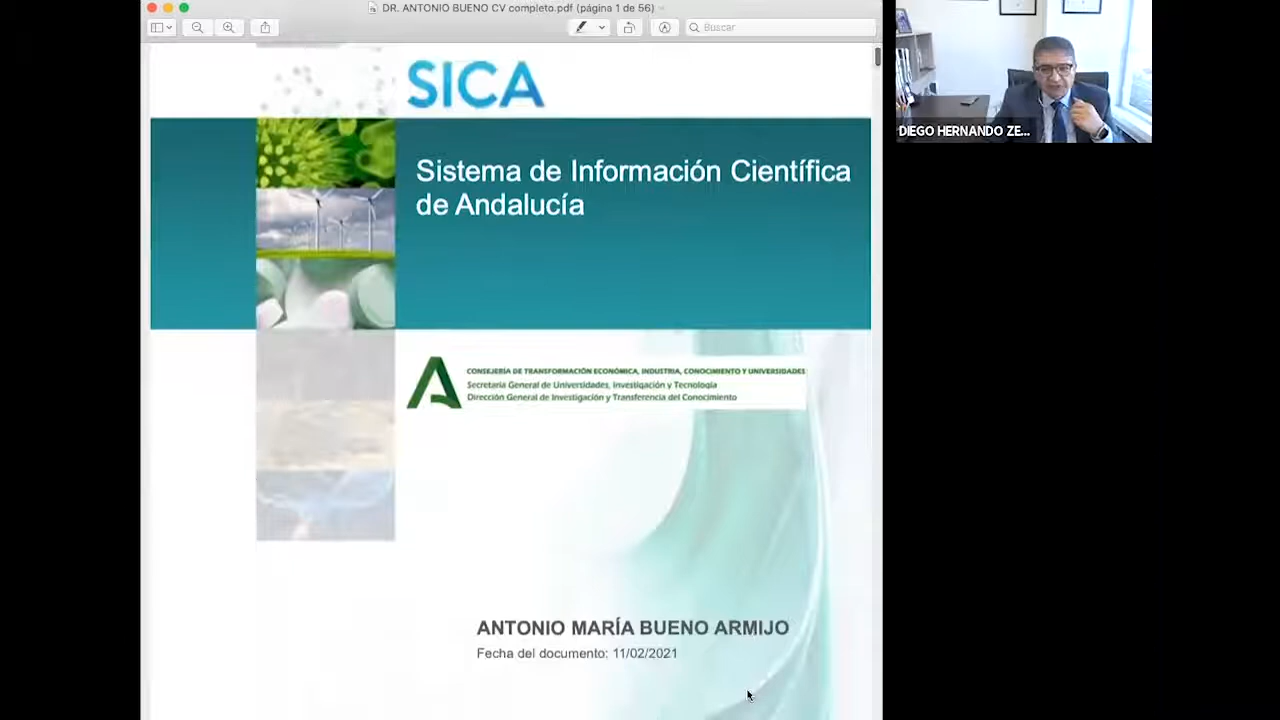 DR. ANTONIO BUENO CV completo.pdf (página 1 de 56)
Buscar
SICA
Sistema de Información Científica
de Andalucía
CONSEJERÍA DE TRANSFORMACIÓN ECONÓMICA, INDUSTRIA, CONOCIMIENTO Y UNIVERSIDADES
Secretaría General de Universidades, Investigación y Tecnología
Dirección General de Investigación y Transferencia del Conocimiento
ANTONIO MARÍA BUENO ARMIJO
Fecha del documento: 11/02/2021
DIEGO HERNANDO ZE...